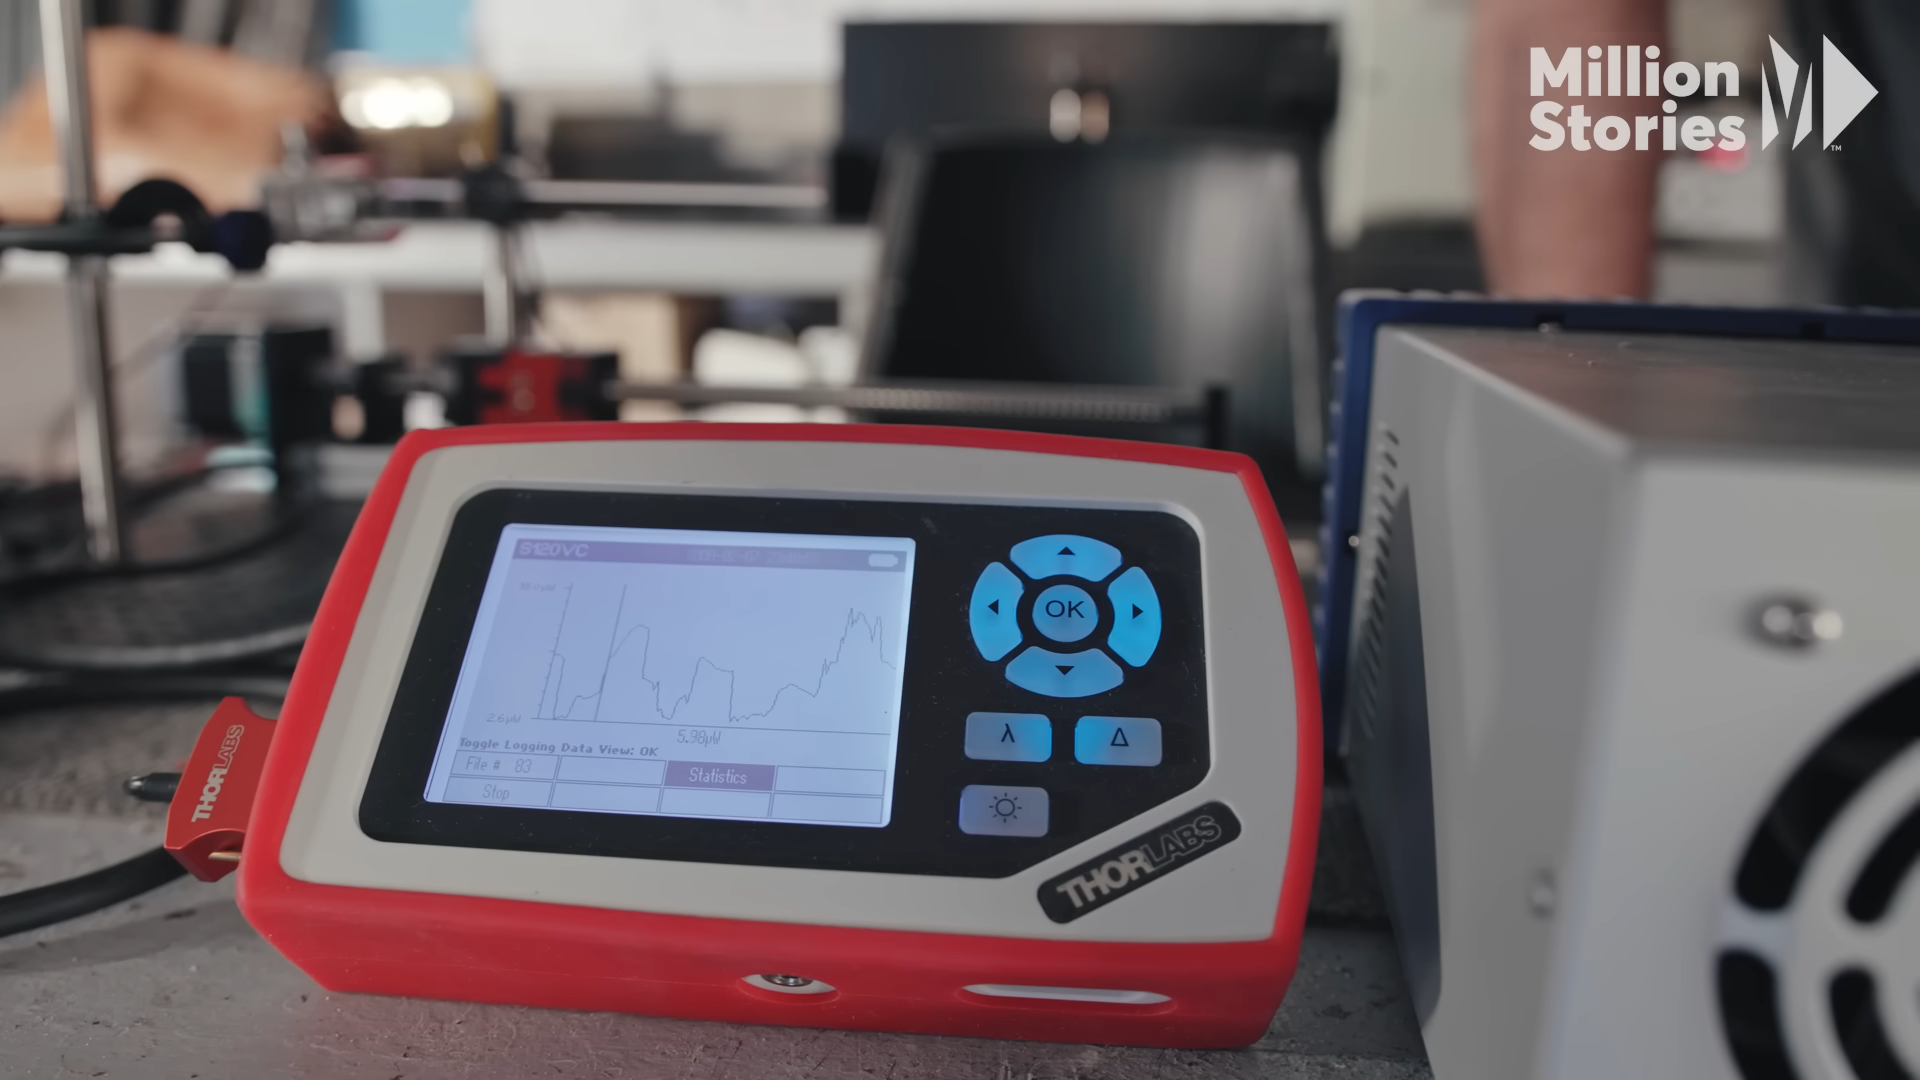 Million
Stories
TM
S120VC
OK
2.6µW
5.98µW
Toggle Logging Data View: OK
File # 83
Statistics
Stop
λ
Δ
THORLABS
THORLABS